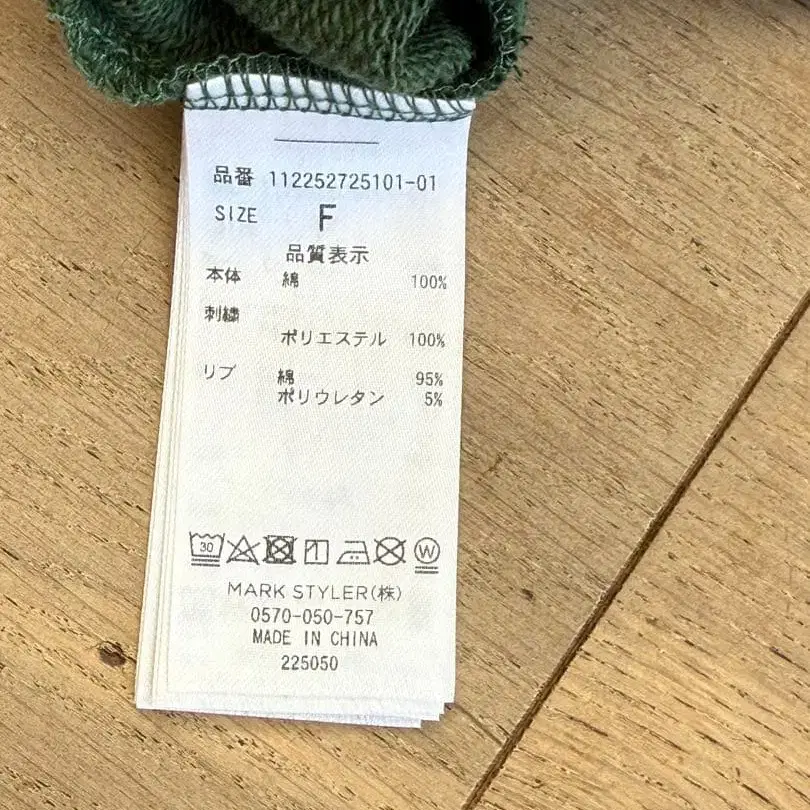 品番 112252725101-01
SIZE F
品質表示
本体 綿 100%
刺繍
ポリエステル 100%
リブ 綿 95%
ポリウレタン 5%
30 W
MARK STYLER(株)
0570-050-757
MADE IN CHINA
225050